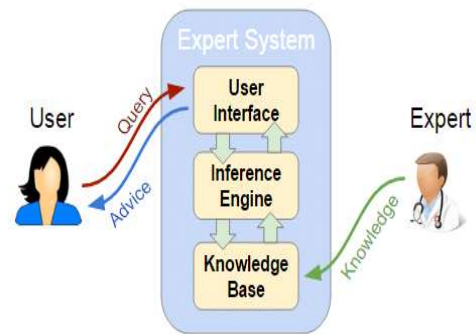 Expert System
User
Expert
Query
Advice
User
Interface
Inference
Engine
Knowledge
Base
Knowledge